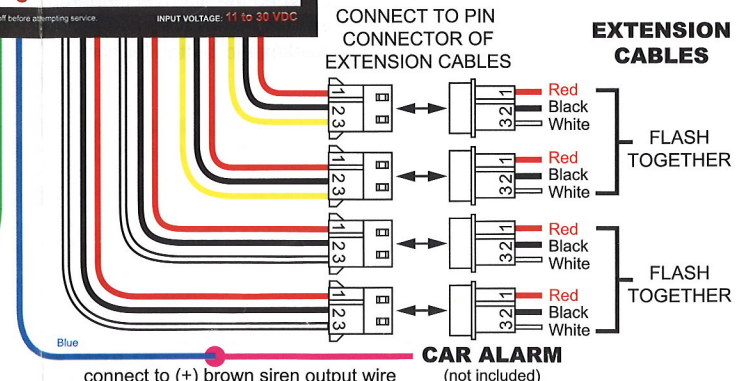 off before attempting service.
INPUT VOLTAGE: 11 to 30 VDC
CONNECT TO PIN
CONNECTOR OF
EXTENSION CABLES
EXTENSION
CABLES
1
2
3
1
2
3
Red
Black
White
FLASH
TOGETHER
1
2
3
1
2
3
Red
Black
White
1
2
3
1
2
3
Red
Black
White
FLASH
TOGETHER
1
2
3
1
2
3
Red
Black
White
Blue
CAR ALARM
(not included)
connect to (+) brown siren output wire